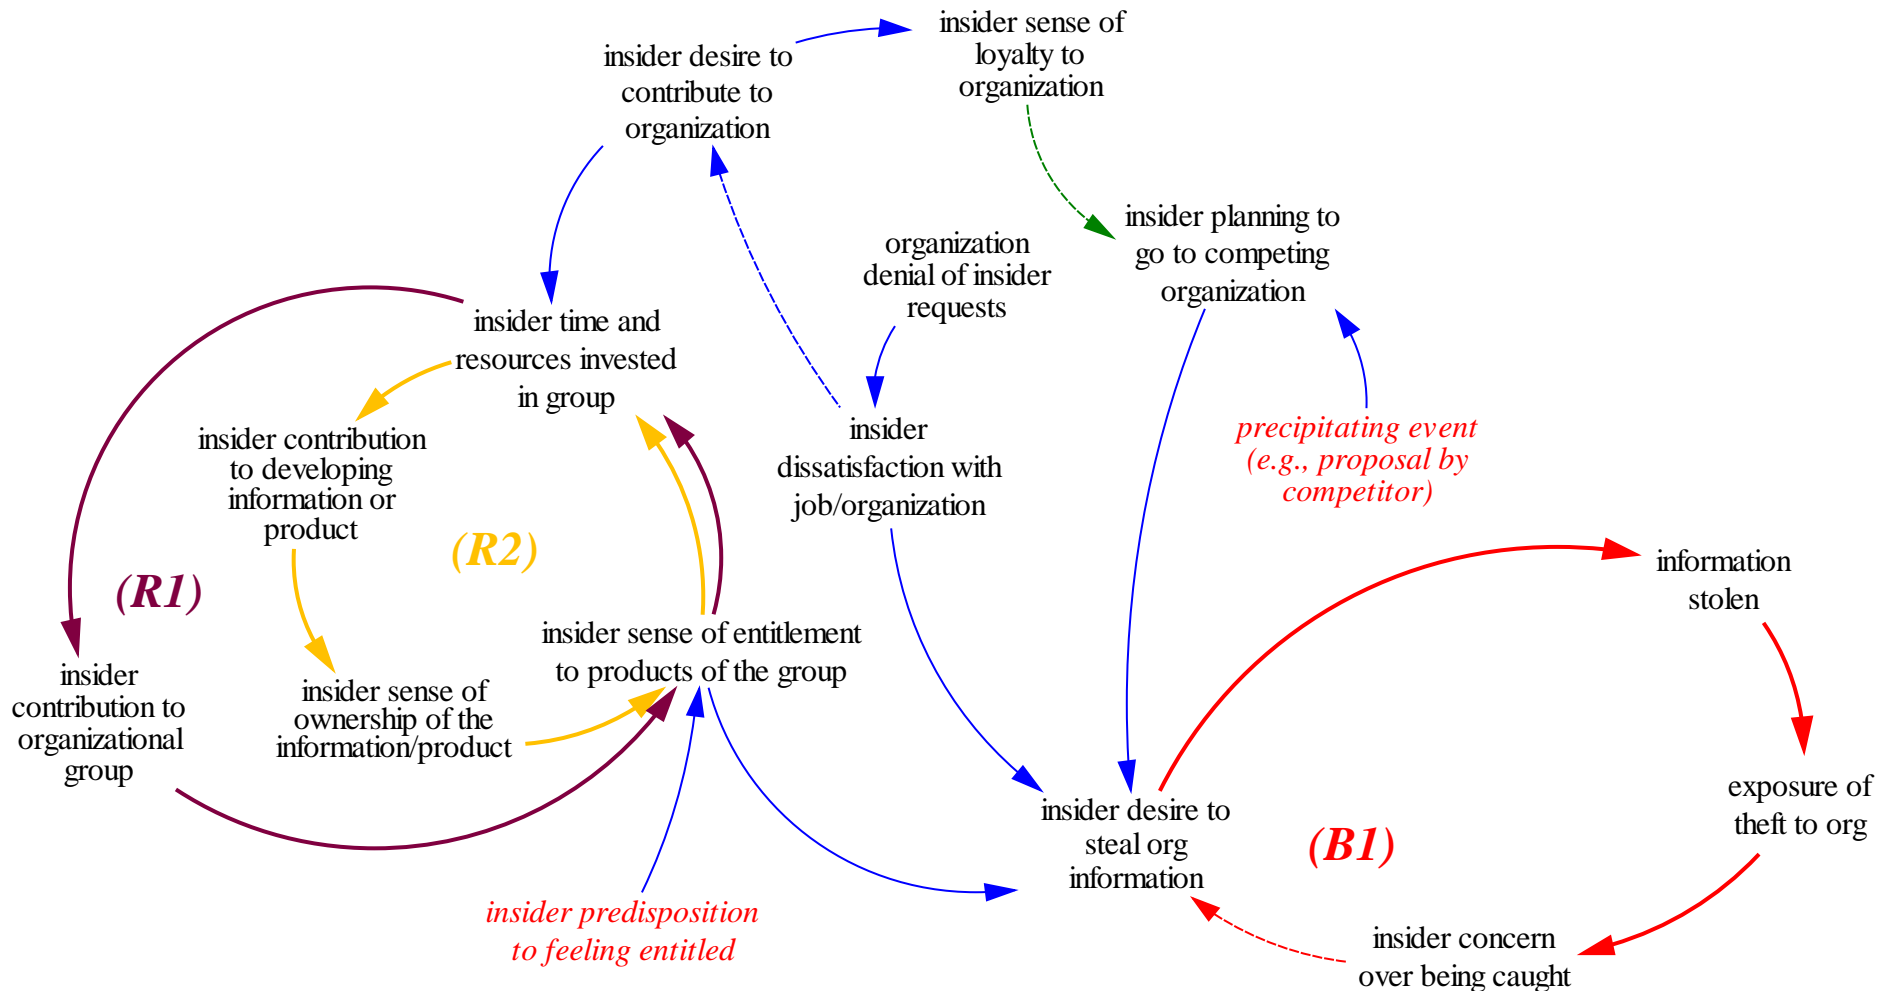 insider sense of
loyalty to
organization
insider desire to
contribute to
organization
insider planning to
go to competing
organization
organization
denial of insider
requests
insider time and
resources invested
in group
precipitating event
(e.g., proposal by
competitor)
insider
dissatisfaction with
job/organization
insider contribution
to developing
information or
product
(R2)
(R1)
information
stolen
insider sense of entitlement
to products of the group
insider
contribution to
organizational
group
insider sense of
ownership of the
information/product
exposure of
theft to org
insider desire to
steal org
information
(B1)
insider predisposition
to feeling entitled
insider concern
over being caught